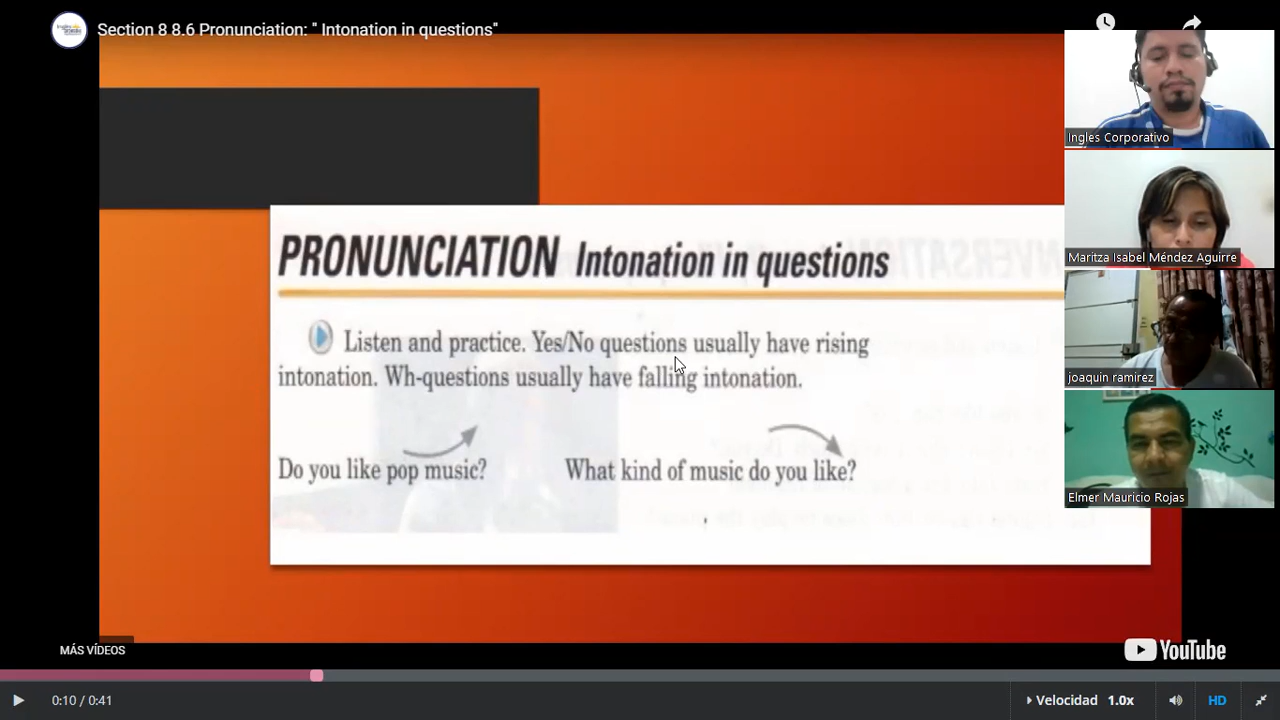 Section 8 8.6 Pronunciation: " Intonation in questions"
Ingles Corporativo
Maritza Isabel Méndez Aguirre
joaquin ramirez
Elmer Mauricio Rojas
PRONUNCIATION Intonation in questions
Listen and practice. Yes/No questions usually have rising
intonation. Wh-questions usually have falling intonation.
Do you like pop music? What kind of music do you like?
MÁS VÍDEOS
YouTube
0:10 / 0:41
Velocidad 1.0x
HD